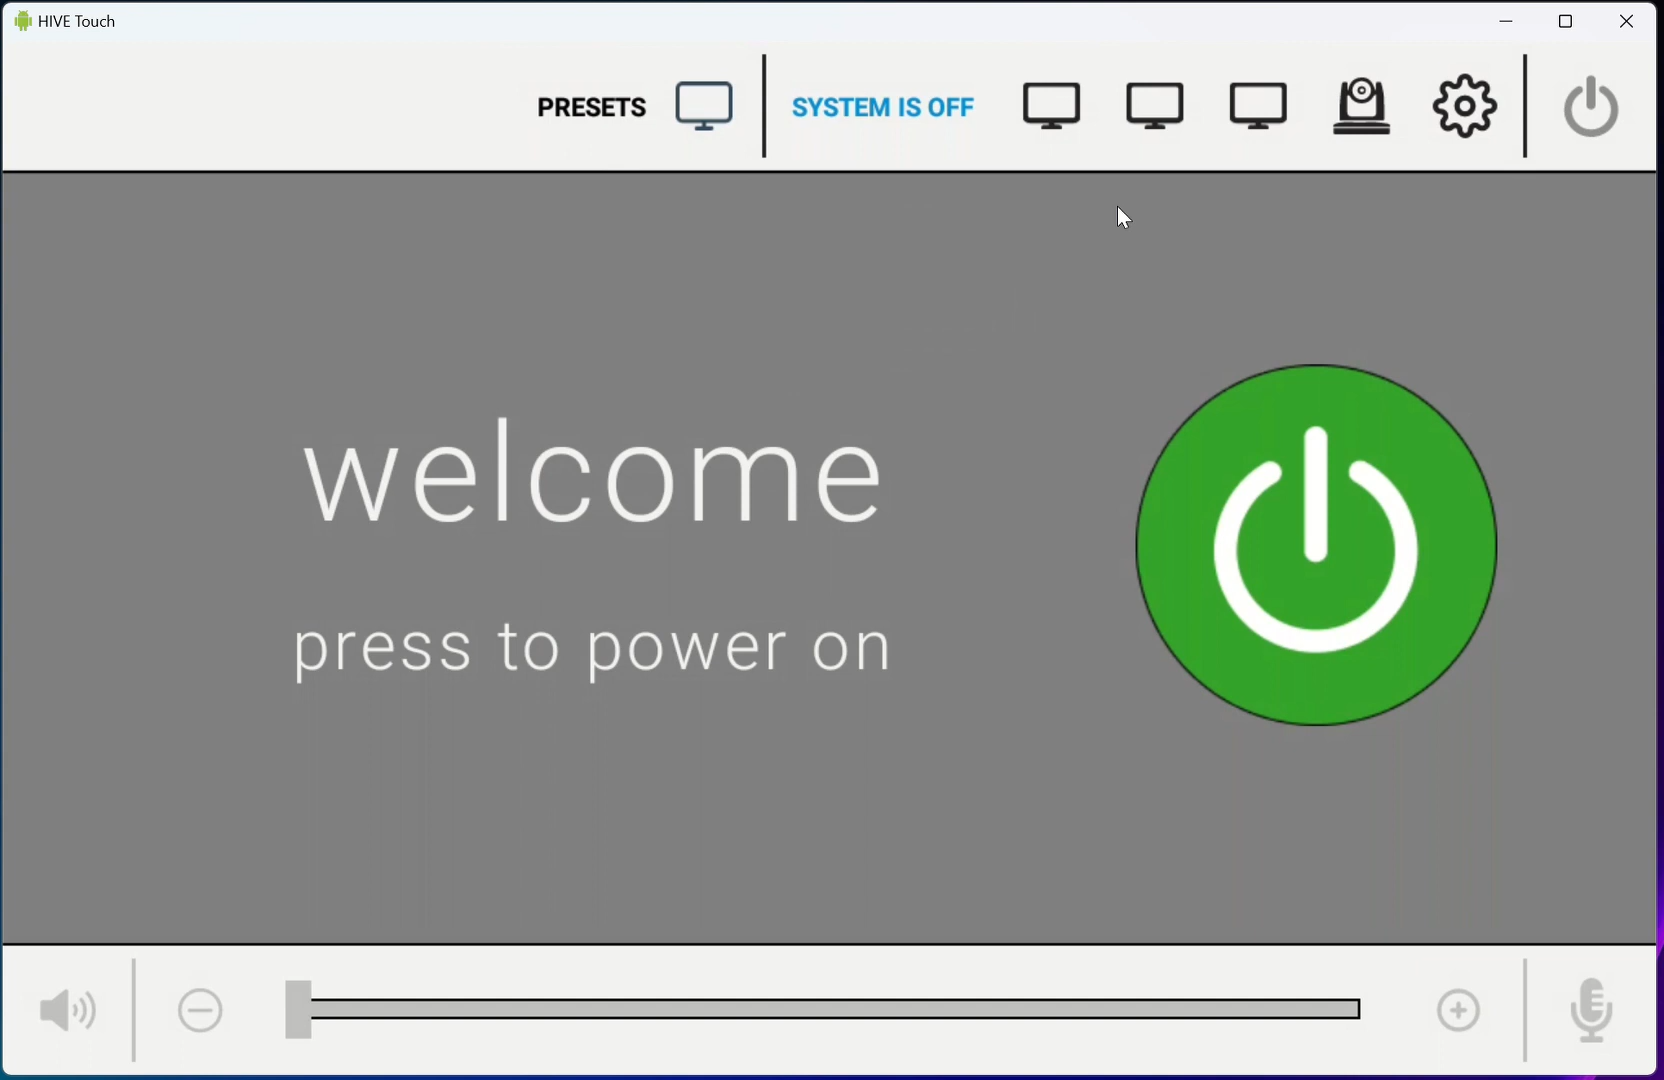 HIVE Touch
PRESETS
SYSTEM IS OFF
welcome
press to power on